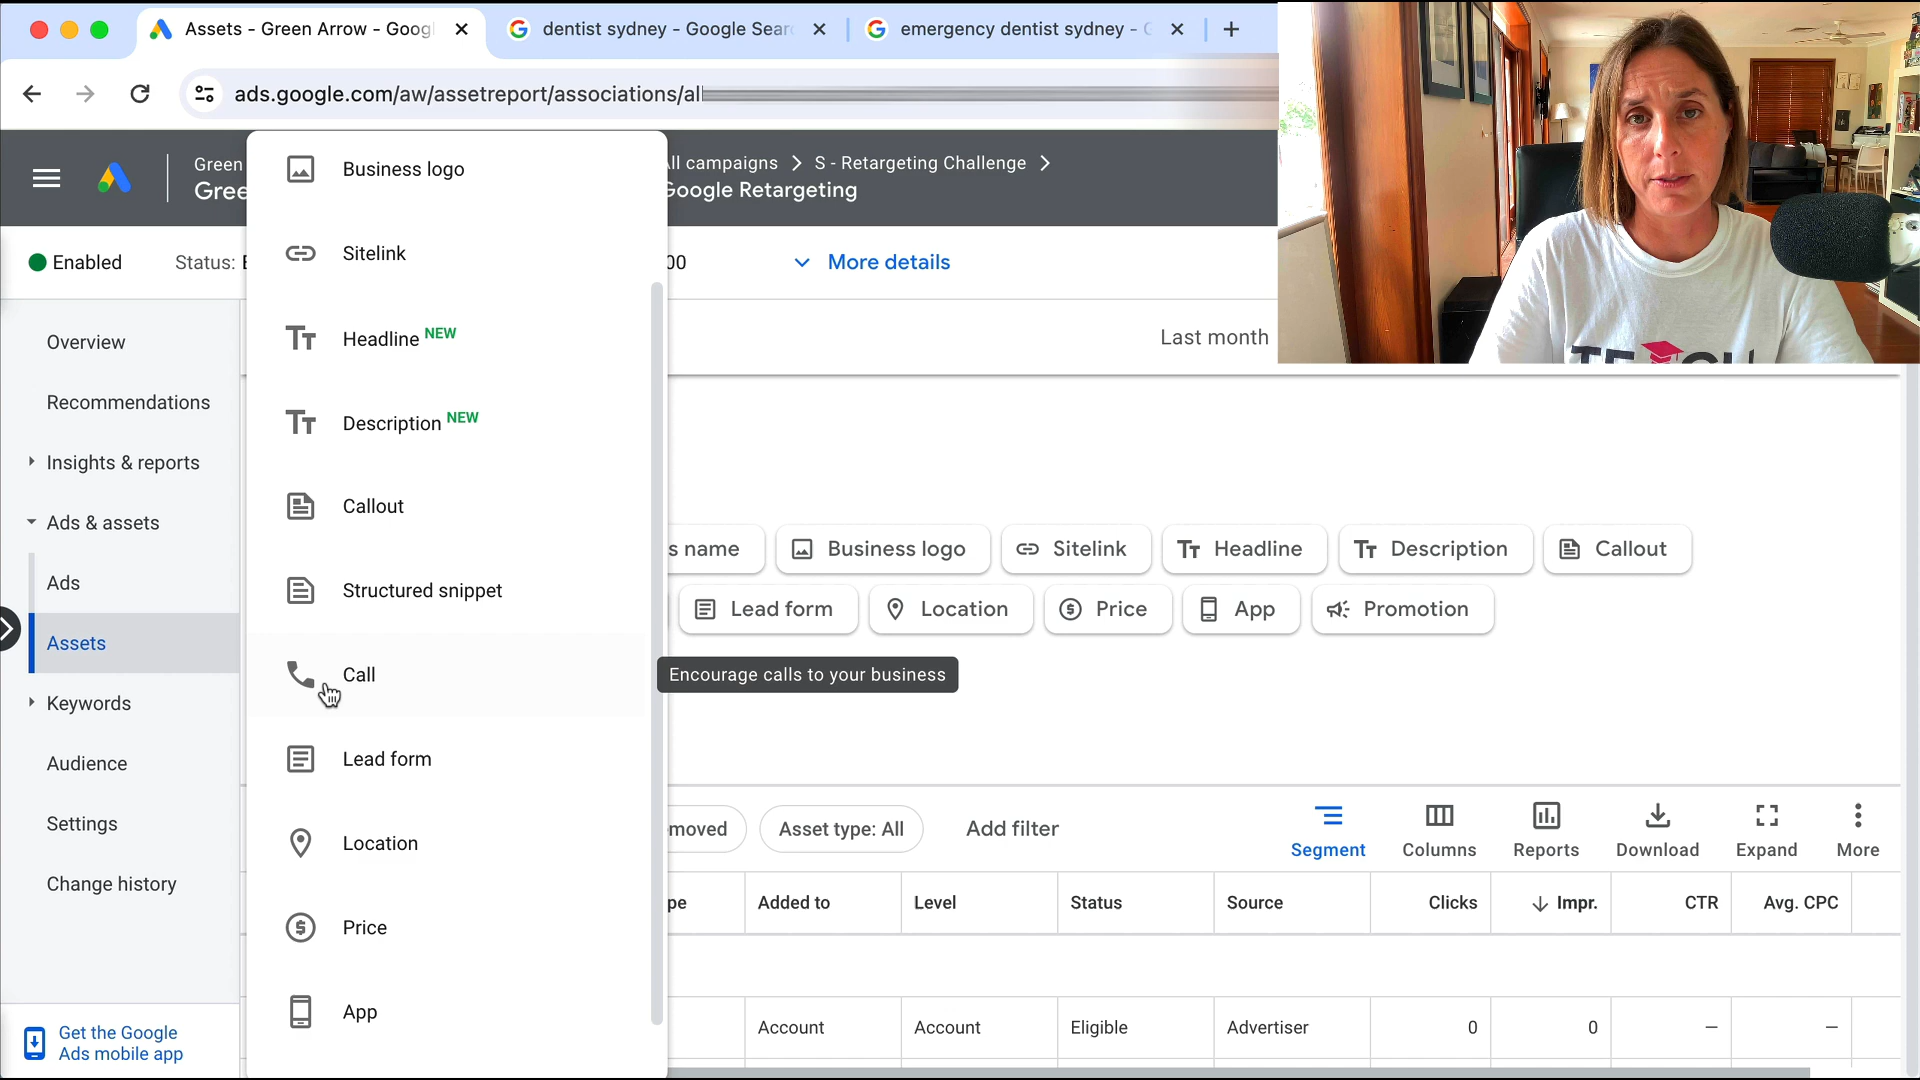 Assets - Green Arrow - Goog
dentist sydney - Google Sear
emergency dentist sydney - G
ads.google.com/aw/assetreport/associations/all
Green
Gree
All campaigns
S - Retargeting Challenge
Google Retargeting
Enabled
Status: E
00
More details
Last month
Overview
Recommendations
Insights & reports
Ads & assets
Ads
Assets
Keywords
Audience
Settings
Change history
Get the Google
Ads mobile app
Business logo
Sitelink
Headline NEW
Description NEW
Callout
Structured snippet
Call
Lead form
Location
Price
App
Encourage calls to your business
s name
Business logo
Sitelink
Headline
Description
Callout
Lead form
Location
Price
App
Promotion
moved
Asset type: All
Add filter
Segment
Columns
Reports
Download
Expand
More
pe
Added to
Level
Status
Source
Clicks
Impr.
CTR
Avg. CPC
Account
Account
Eligible
Advertiser
0
0
—
—